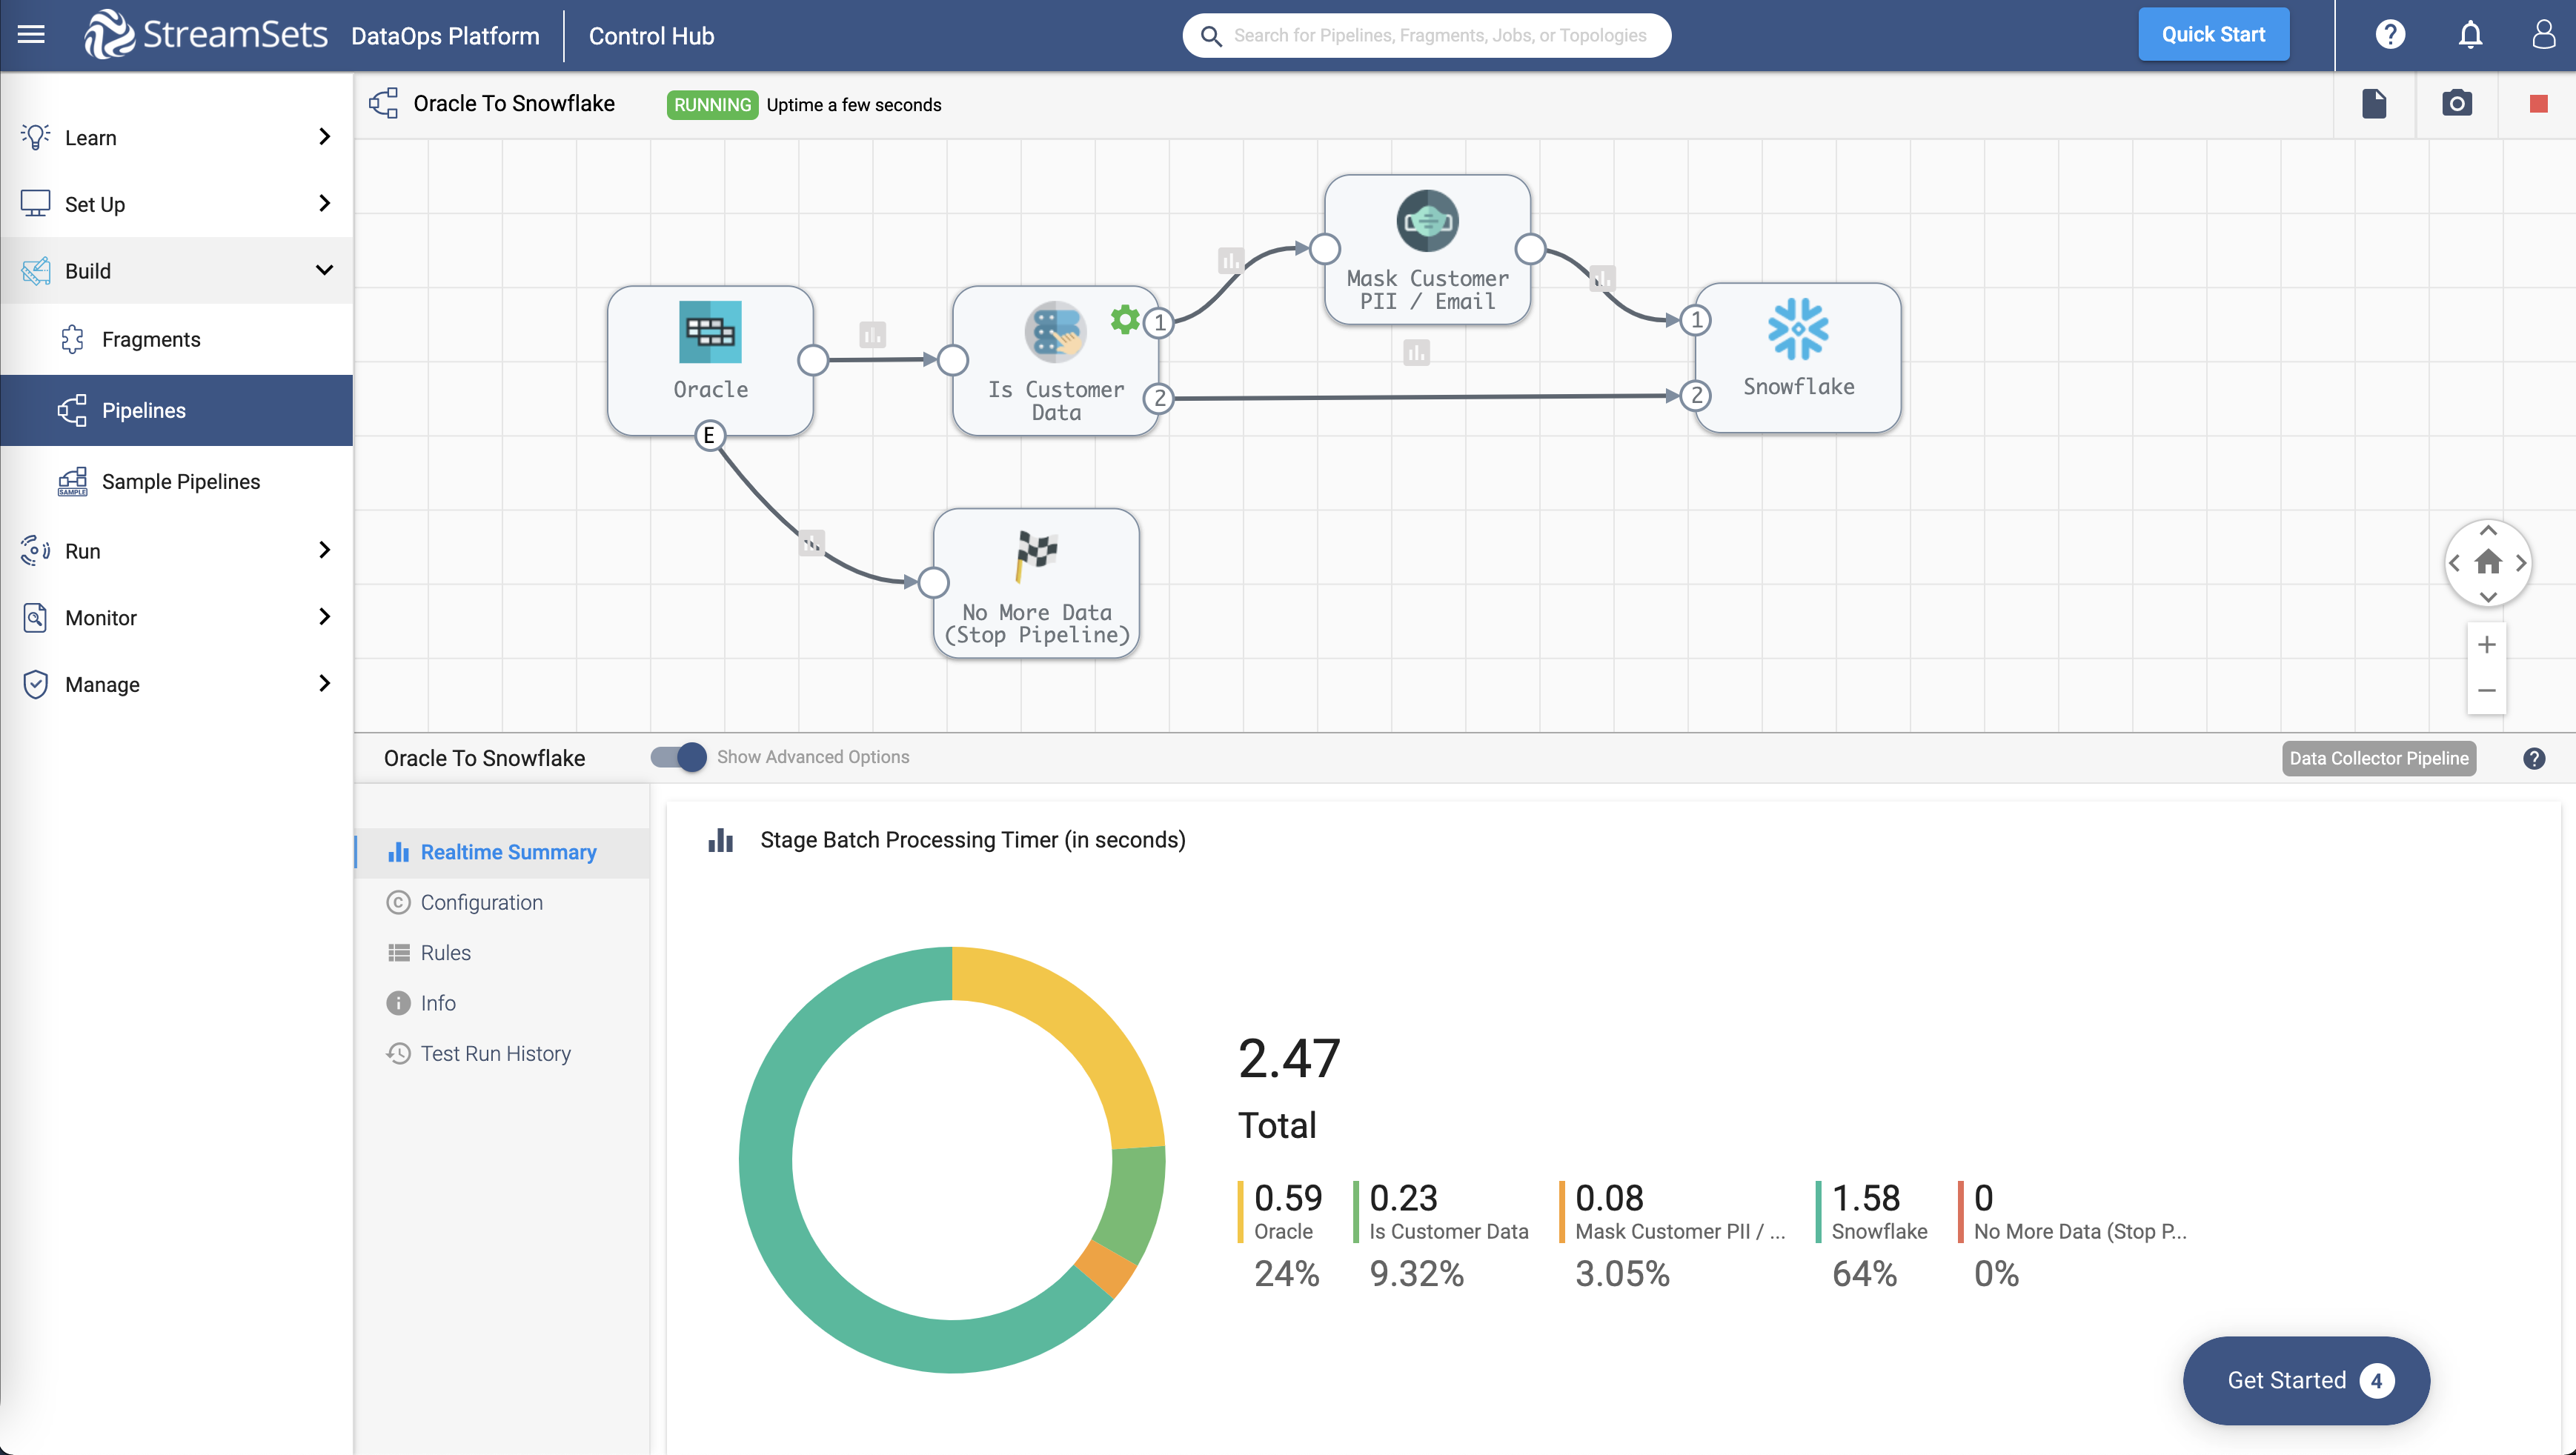 StreamSets DataOps Platform Control Hub
Search for Pipelines, Fragments, Jobs, or Topologies
Quick Start
?
Learn
Set Up
Build
Fragments
Pipelines
SAMPLE
Sample Pipelines
Run
Monitor
Manage
Oracle To Snowflake
RUNNING Uptime a few seconds
Oracle
E
Is Customer
Data
1
2
Mask Customer
PII / Email
1
2
Snowflake
No More Data
(Stop Pipeline)
Oracle To Snowflake
Show Advanced Options
Data Collector Pipeline
?
Realtime Summary
C Configuration
Rules
i Info
Test Run History
Stage Batch Processing Timer (in seconds)
2.47
Total
0.59
Oracle
24%
0.23
Is Customer Data
9.32%
0.08
Mask Customer PII / ...
3.05%
1.58
Snowflake
64%
0
No More Data (Stop P...
0%
Get Started 4